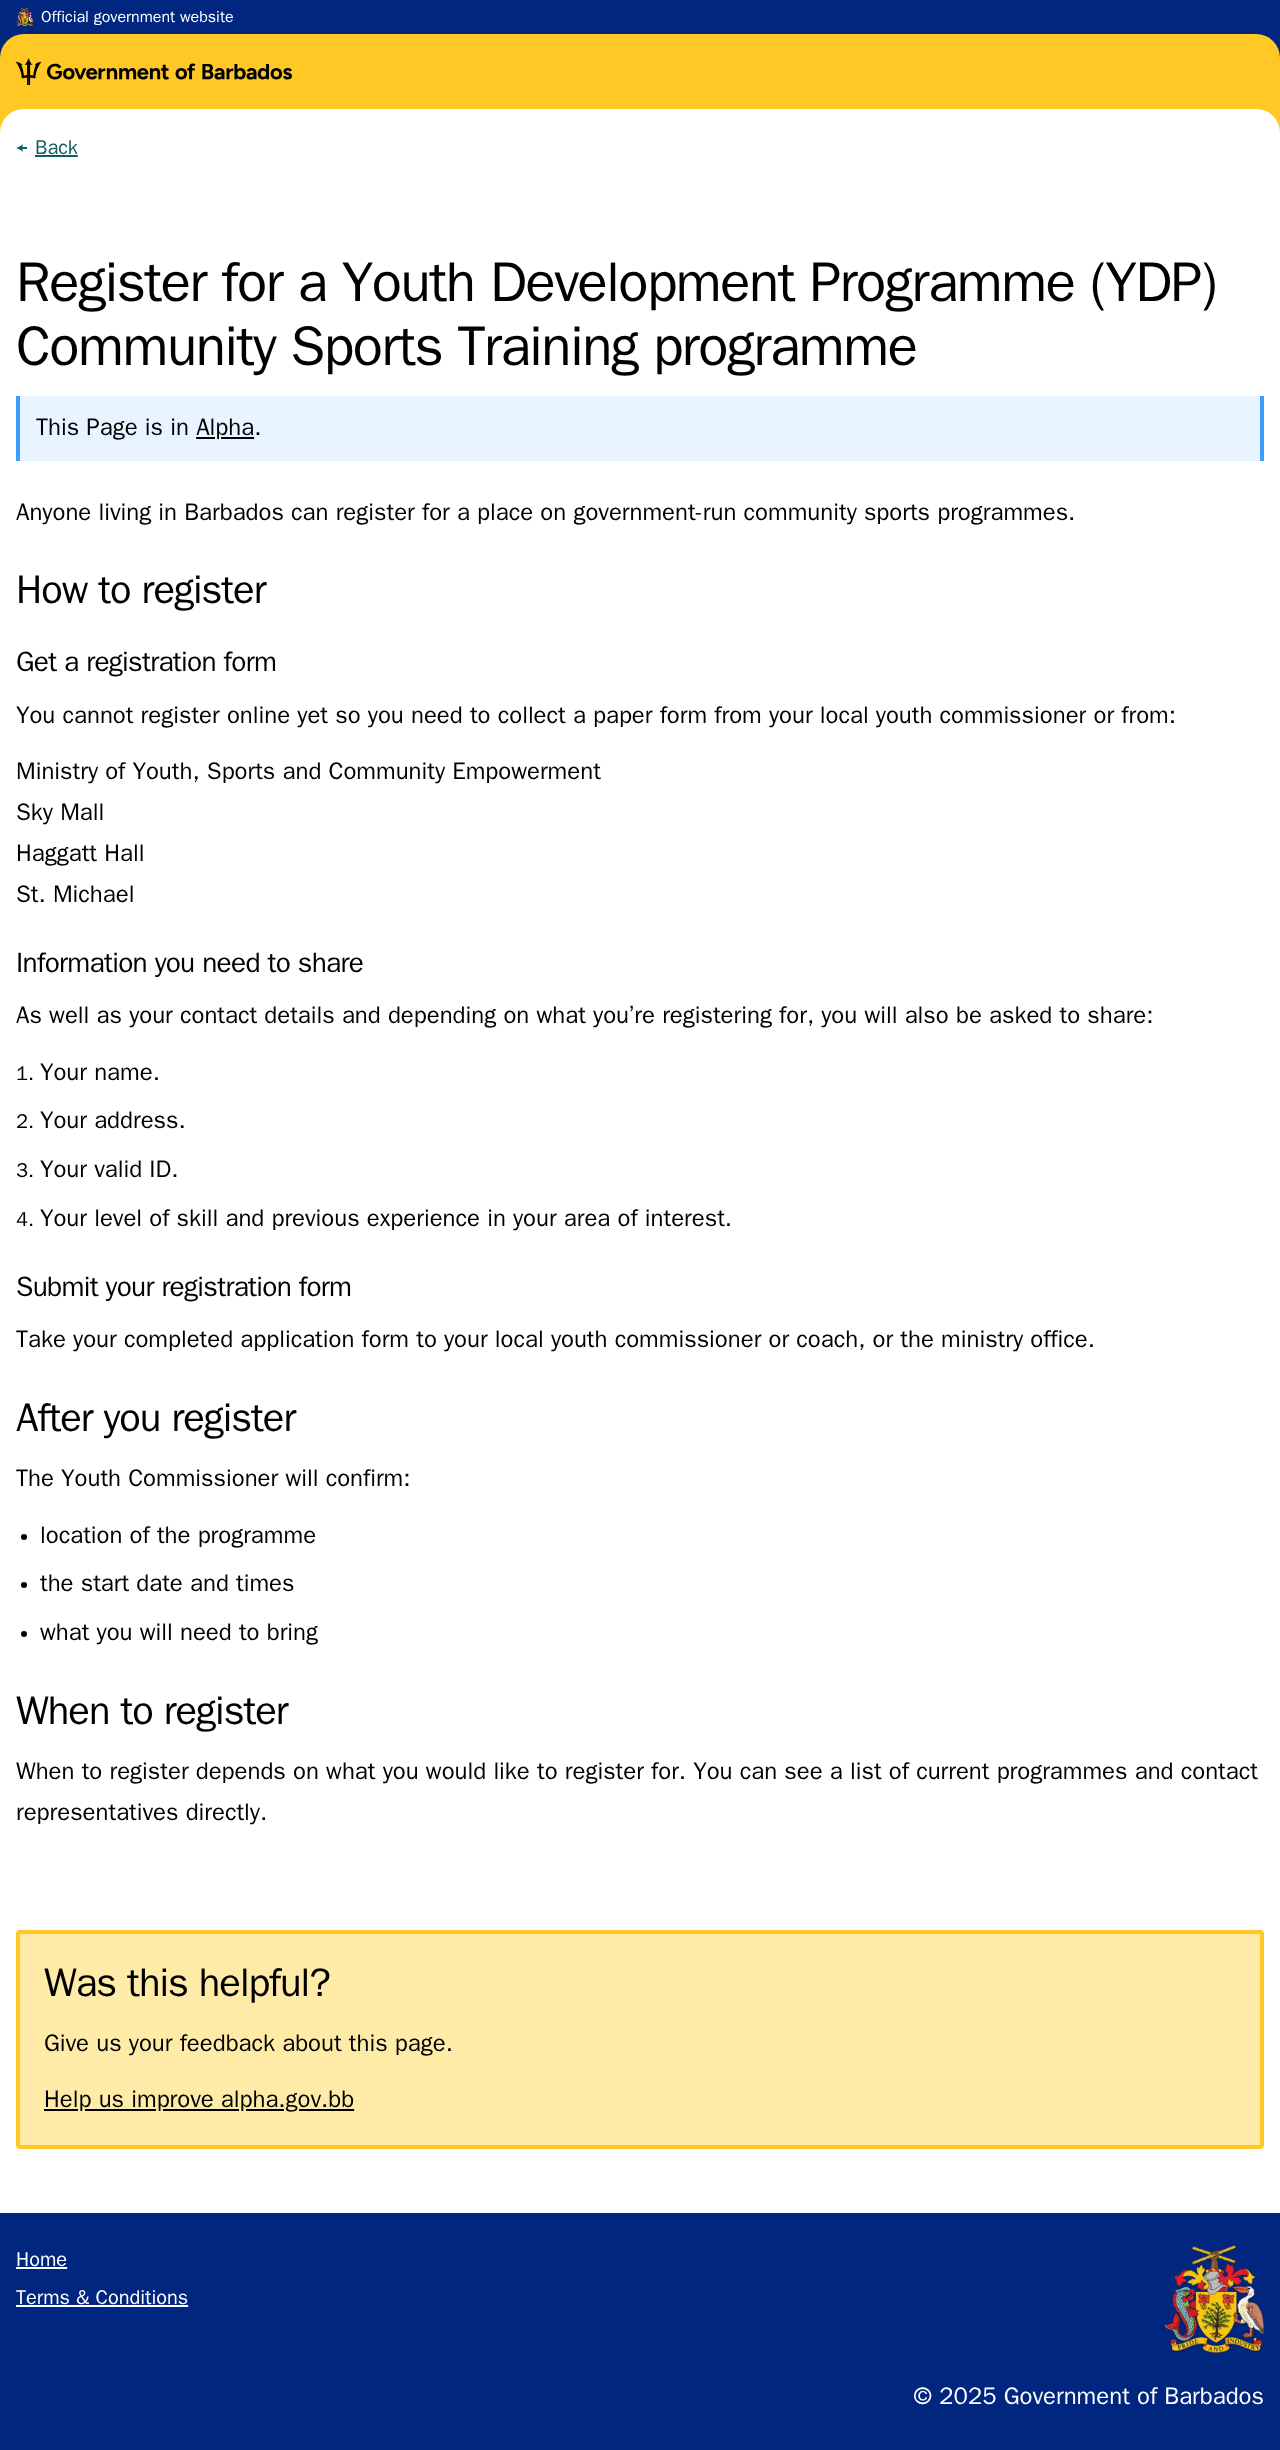 Official government website
Government of Barbados
← Back
Register for a Youth Development Programme (YDP)
Community Sports Training programme
This Page is in Alpha.
Anyone living in Barbados can register for a place on government-run community sports programmes.
How to register
Get a registration form
You cannot register online yet so you need to collect a paper form from your local youth commissioner or from:
Ministry of Youth, Sports and Community Empowerment
Sky Mall
Haggatt Hall
St. Michael
Information you need to share
As well as your contact details and depending on what you’re registering for, you will also be asked to share:
1. Your name.
2. Your address.
3. Your valid ID.
4. Your level of skill and previous experience in your area of interest.
Submit your registration form
Take your completed application form to your local youth commissioner or coach, or the ministry office.
After you register
The Youth Commissioner will confirm:
• location of the programme
• the start date and times
• what you will need to bring
When to register
When to register depends on what you would like to register for. You can see a list of current programmes and contact
representatives directly.
Was this helpful?
Give us your feedback about this page.
Help us improve alpha.gov.bb
Home
Terms & Conditions
PRIDE AND INDUSTRY
© 2025 Government of Barbados